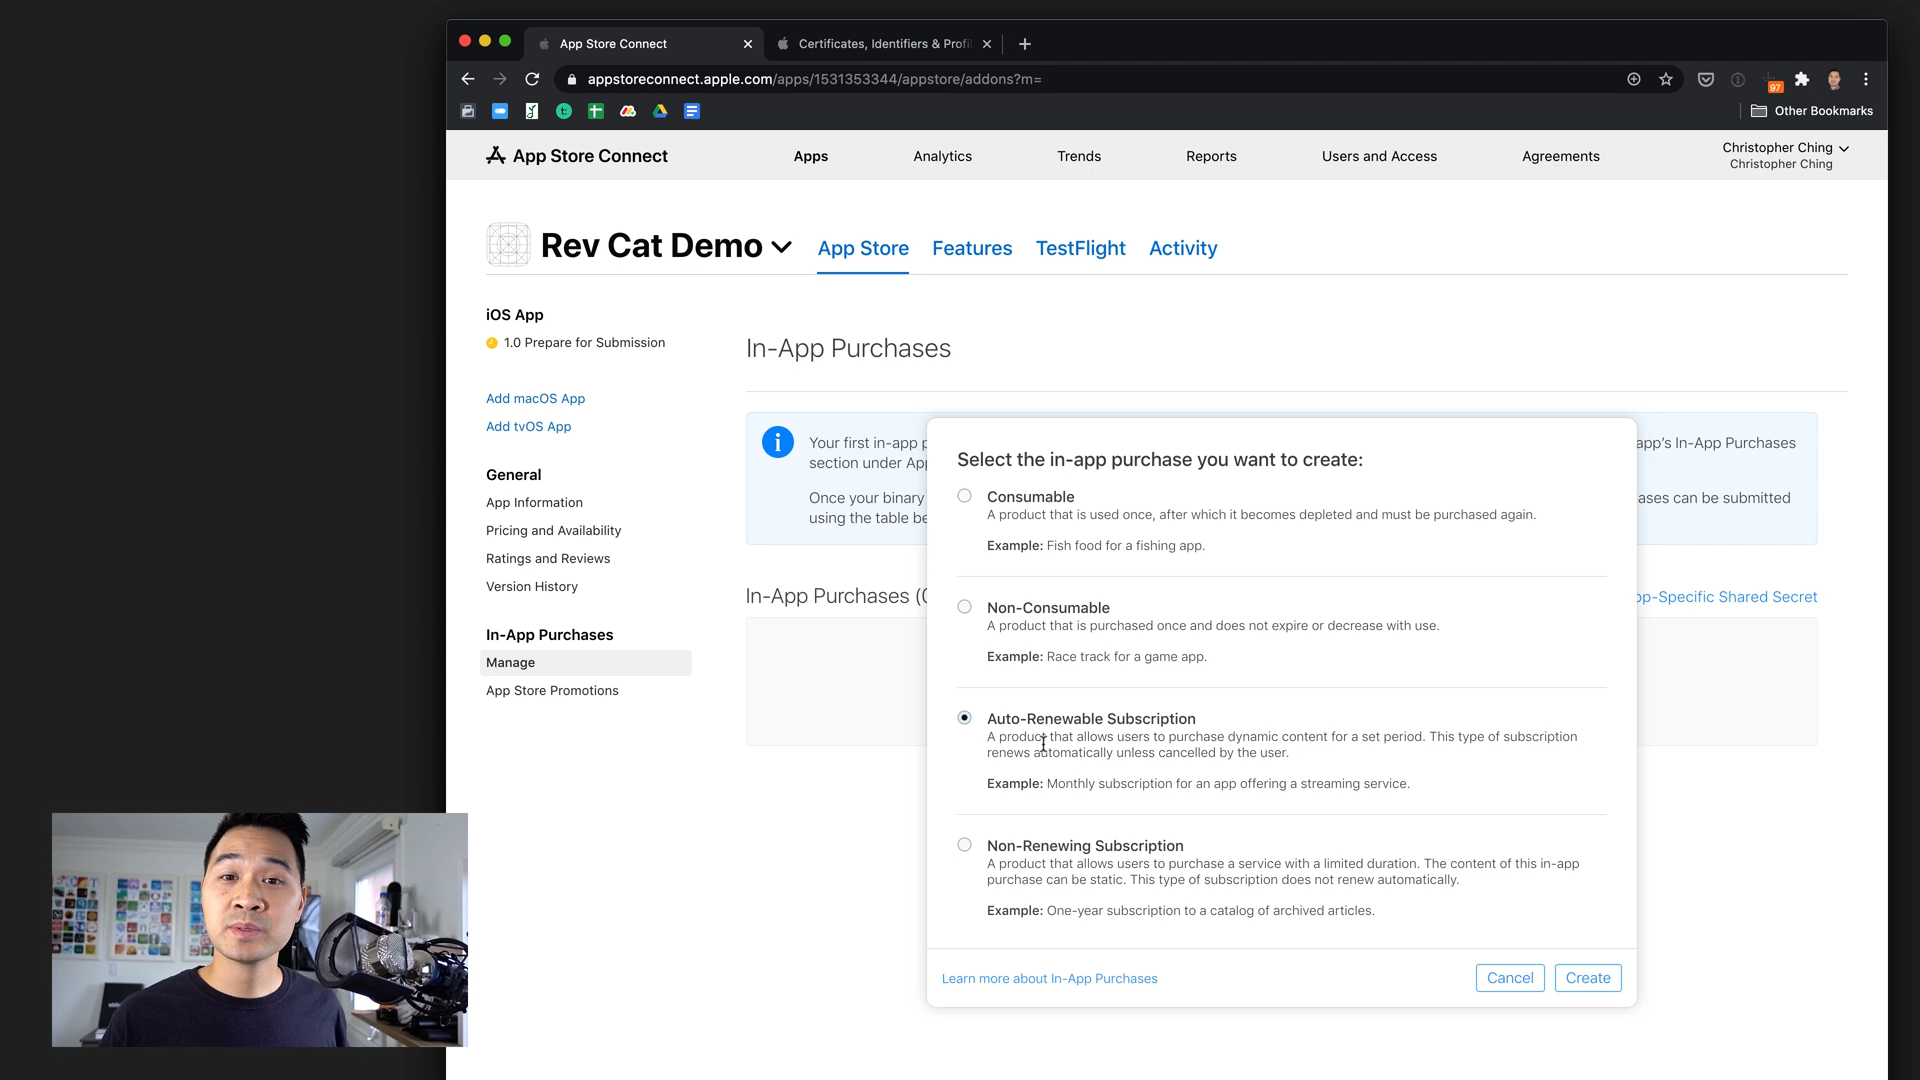 App Store Connect
Certificates, Identifiers & Profi
appstoreconnect.apple.com/apps/1531353344/appstore/addons?m=
97
Other Bookmarks
App Store Connect
Apps
Analytics
Trends
Reports
Users and Access
Agreements
Christopher Ching
Christopher Ching
Rev Cat Demo
App Store
Features
TestFlight
Activity
iOS App
1.0 Prepare for Submission
Add macOS App
Add tvOS App
General
App Information
Pricing and Availability
Ratings and Reviews
Version History
In-App Purchases
Manage
App Store Promotions
In-App Purchases
Your first in-app p
app's In-App Purchases
section under App
Once your binary
ases can be submitted
using the table be
In-App Purchases (0
pp-Specific Shared Secret
Select the in-app purchase you want to create:
Consumable
A product that is used once, after which it becomes depleted and must be purchased again.
Example: Fish food for a fishing app.
Non-Consumable
A product that is purchased once and does not expire or decrease with use.
Example: Race track for a game app.
Auto-Renewable Subscription
A product that allows users to purchase dynamic content for a set period. This type of subscription
renews automatically unless cancelled by the user.
Example: Monthly subscription for an app offering a streaming service.
Non-Renewing Subscription
A product that allows users to purchase a service with a limited duration. The content of this in-app
purchase can be static. This type of subscription does not renew automatically.
Example: One-year subscription to a catalog of archived articles.
Learn more about In-App Purchases
Cancel
Create